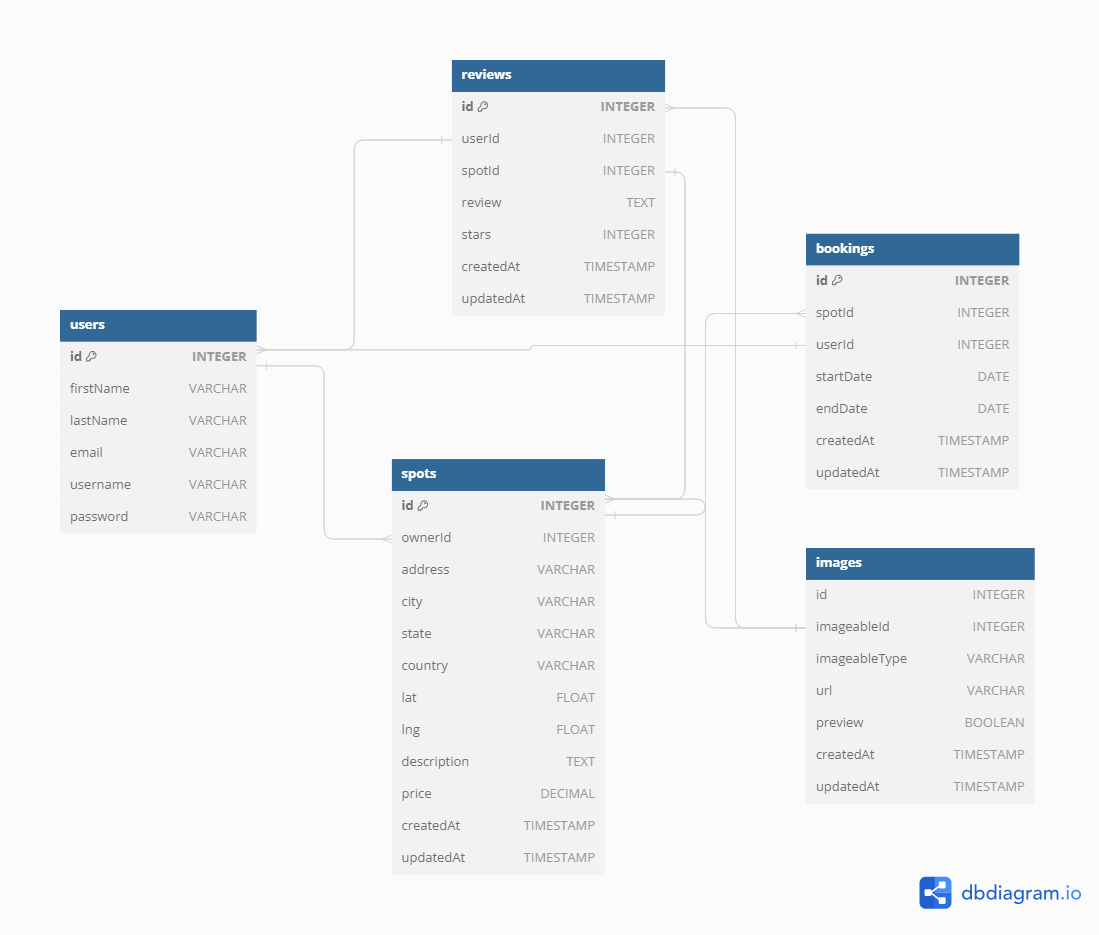 reviews
id INTEGER
userId INTEGER
spotId INTEGER
review TEXT
stars INTEGER
createdAt TIMESTAMP
updatedAt TIMESTAMP
bookings
id INTEGER
spotId INTEGER
userId INTEGER
startDate DATE
endDate DATE
createdAt TIMESTAMP
updatedAt TIMESTAMP
users
id INTEGER
firstName VARCHAR
lastName VARCHAR
email VARCHAR
username VARCHAR
password VARCHAR
spots
id INTEGER
ownerId INTEGER
address VARCHAR
city VARCHAR
state VARCHAR
country VARCHAR
lat FLOAT
lng FLOAT
description TEXT
price DECIMAL
createdAt TIMESTAMP
updatedAt TIMESTAMP
images
id INTEGER
imageableId INTEGER
imageableType VARCHAR
url VARCHAR
preview BOOLEAN
createdAt TIMESTAMP
updatedAt TIMESTAMP
dbdiagram.io